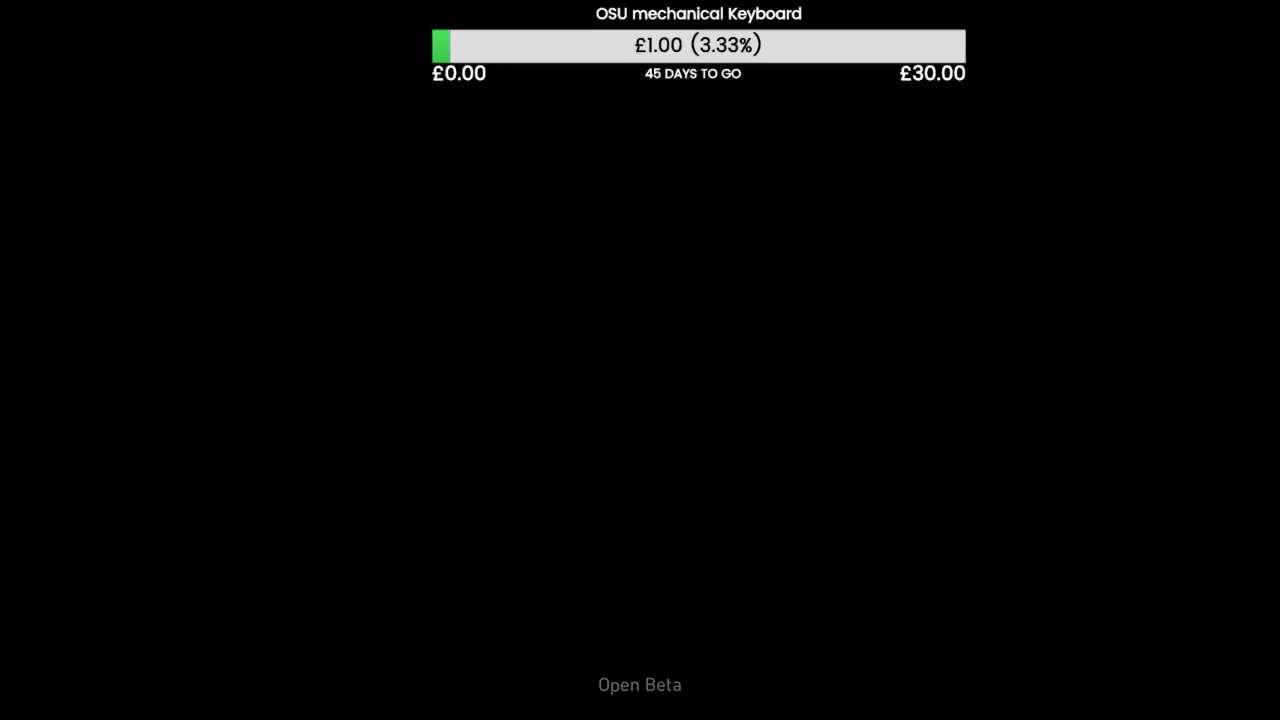 OSU mechanical Keyboard
£1.00 (3.33%)
£0.00 45 DAYS TO GO £30.00
Open Beta